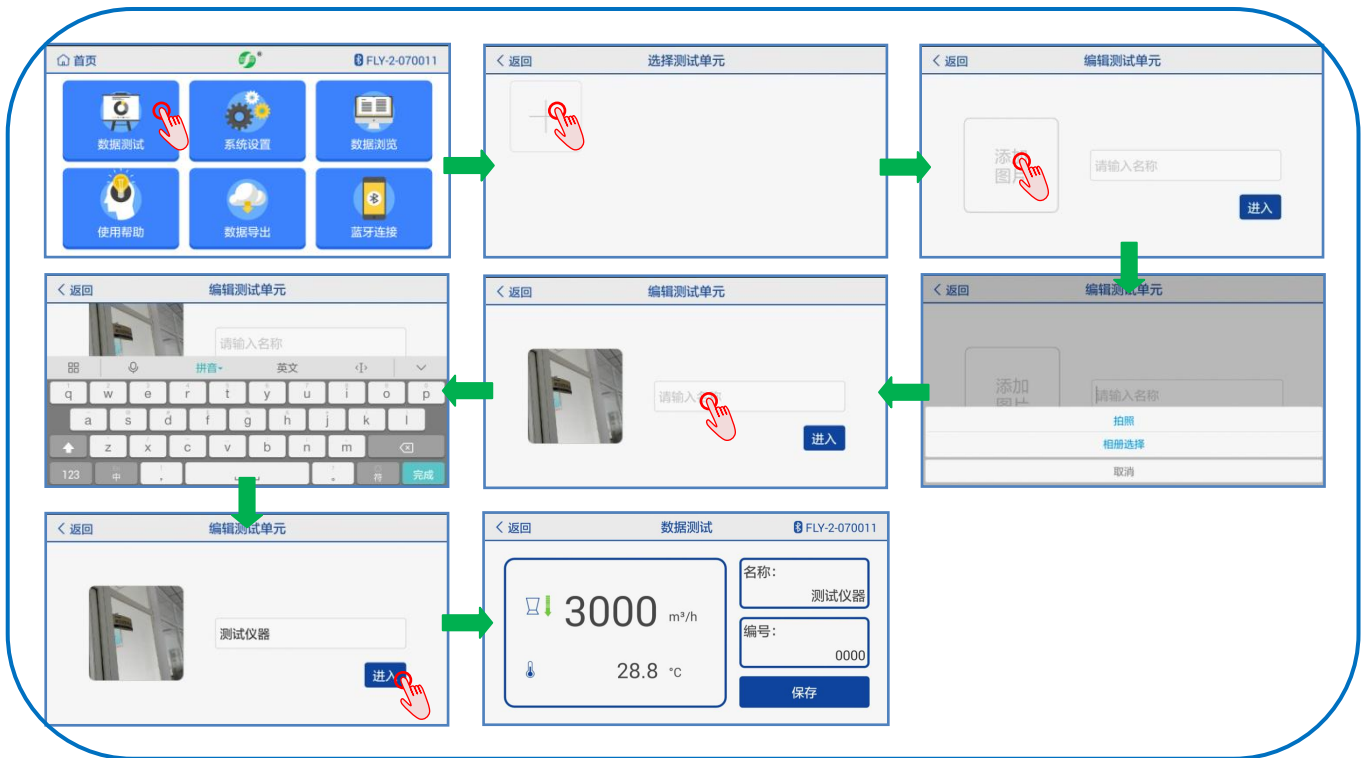 首页
FLY-2-070011
数据测试
系统设置
数据浏览
使用帮助
数据导出
蓝牙连接
返回
选择测试单元
返回
编辑测试单元
添加
图片
请输入名称
进入
返回
编辑测试单元
添加
图片
请输入名称
拍照
相册选择
取消
返回
编辑测试单元
请输入名称
进入
返回
编辑测试单元
请输入名称
拼音
英文
q w e r t y u i o p
a s d f g h j k l
z x c v b n m
123 中 , 。 符 完成
返回
编辑测试单元
测试仪器
进入
返回
数据测试
FLY-2-070011
3000 m³/h
28.8 °C
名称：
测试仪器
编号：
0000
保存